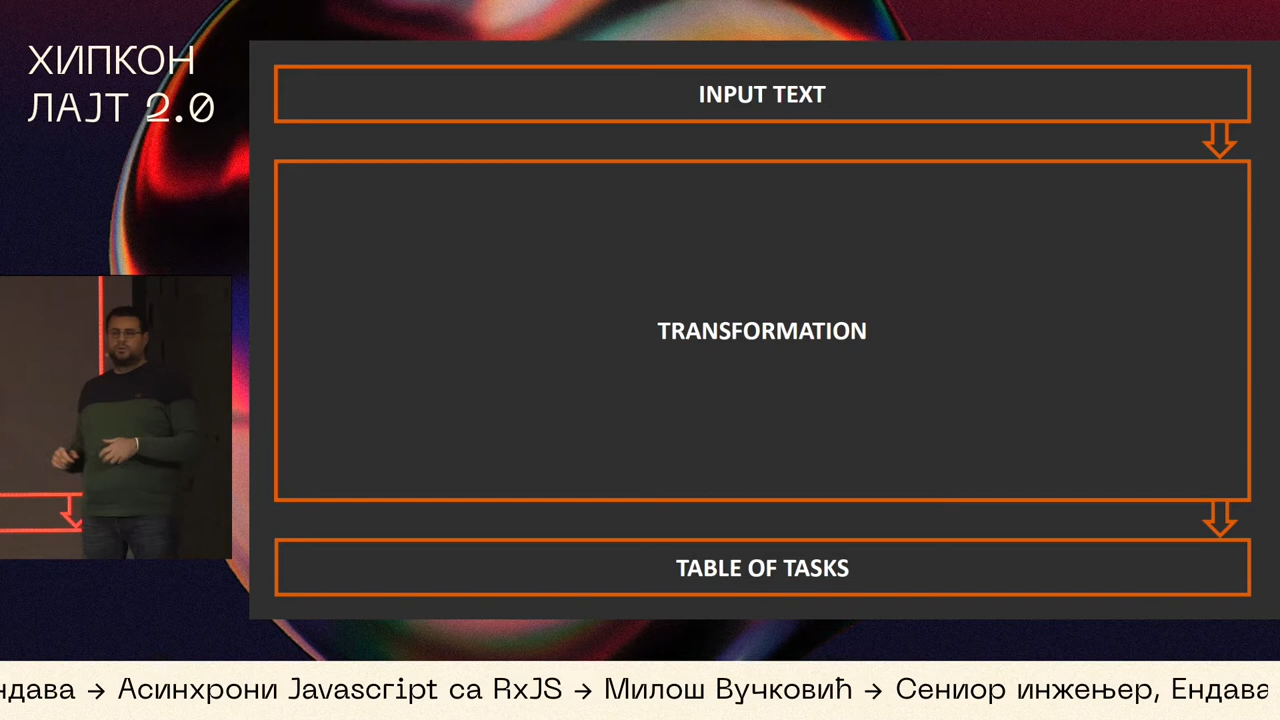 ХИПКОН
ЛАЈТ 2.0
INPUT TEXT
TRANSFORMATION
TABLE OF TASKS
ндава → Асинхрони Javascript са RxJS → Милош Вучковић → Сениор инжењер, Ендава